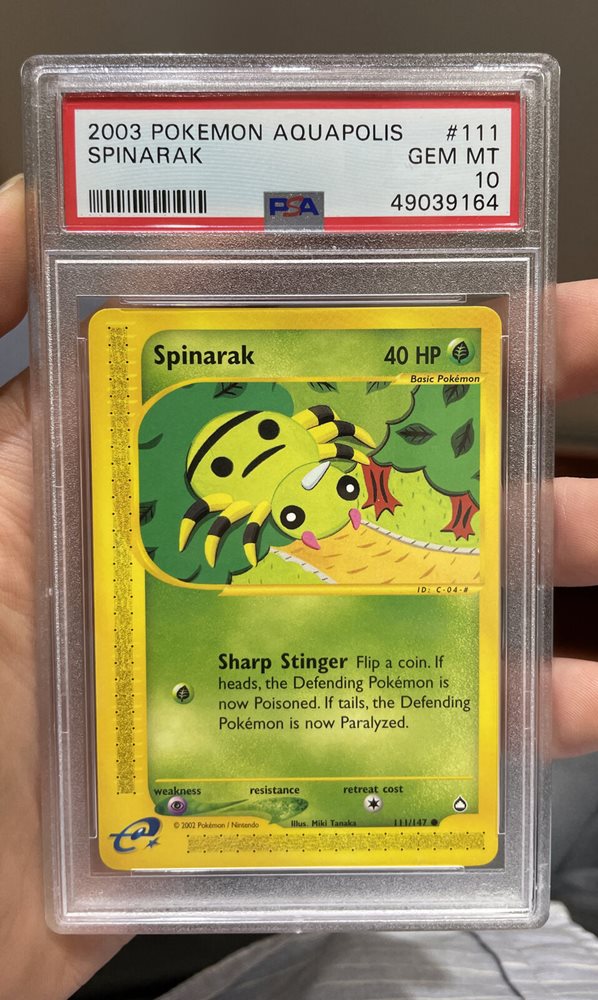 2003 POKEMON AQUAPOLIS #111
SPINARAK GEM MT
10
PSA 49039164
Spinarak 40 HP
Basic Pokémon
ID: C-04-#
Sharp Stinger Flip a coin. If
heads, the Defending Pokémon is
now Poisoned. If tails, the Defending
Pokémon is now Paralyzed.
weakness resistance retreat cost
© 2002 Pokémon / Nintendo Illus. Miki Tanaka 111/147
e